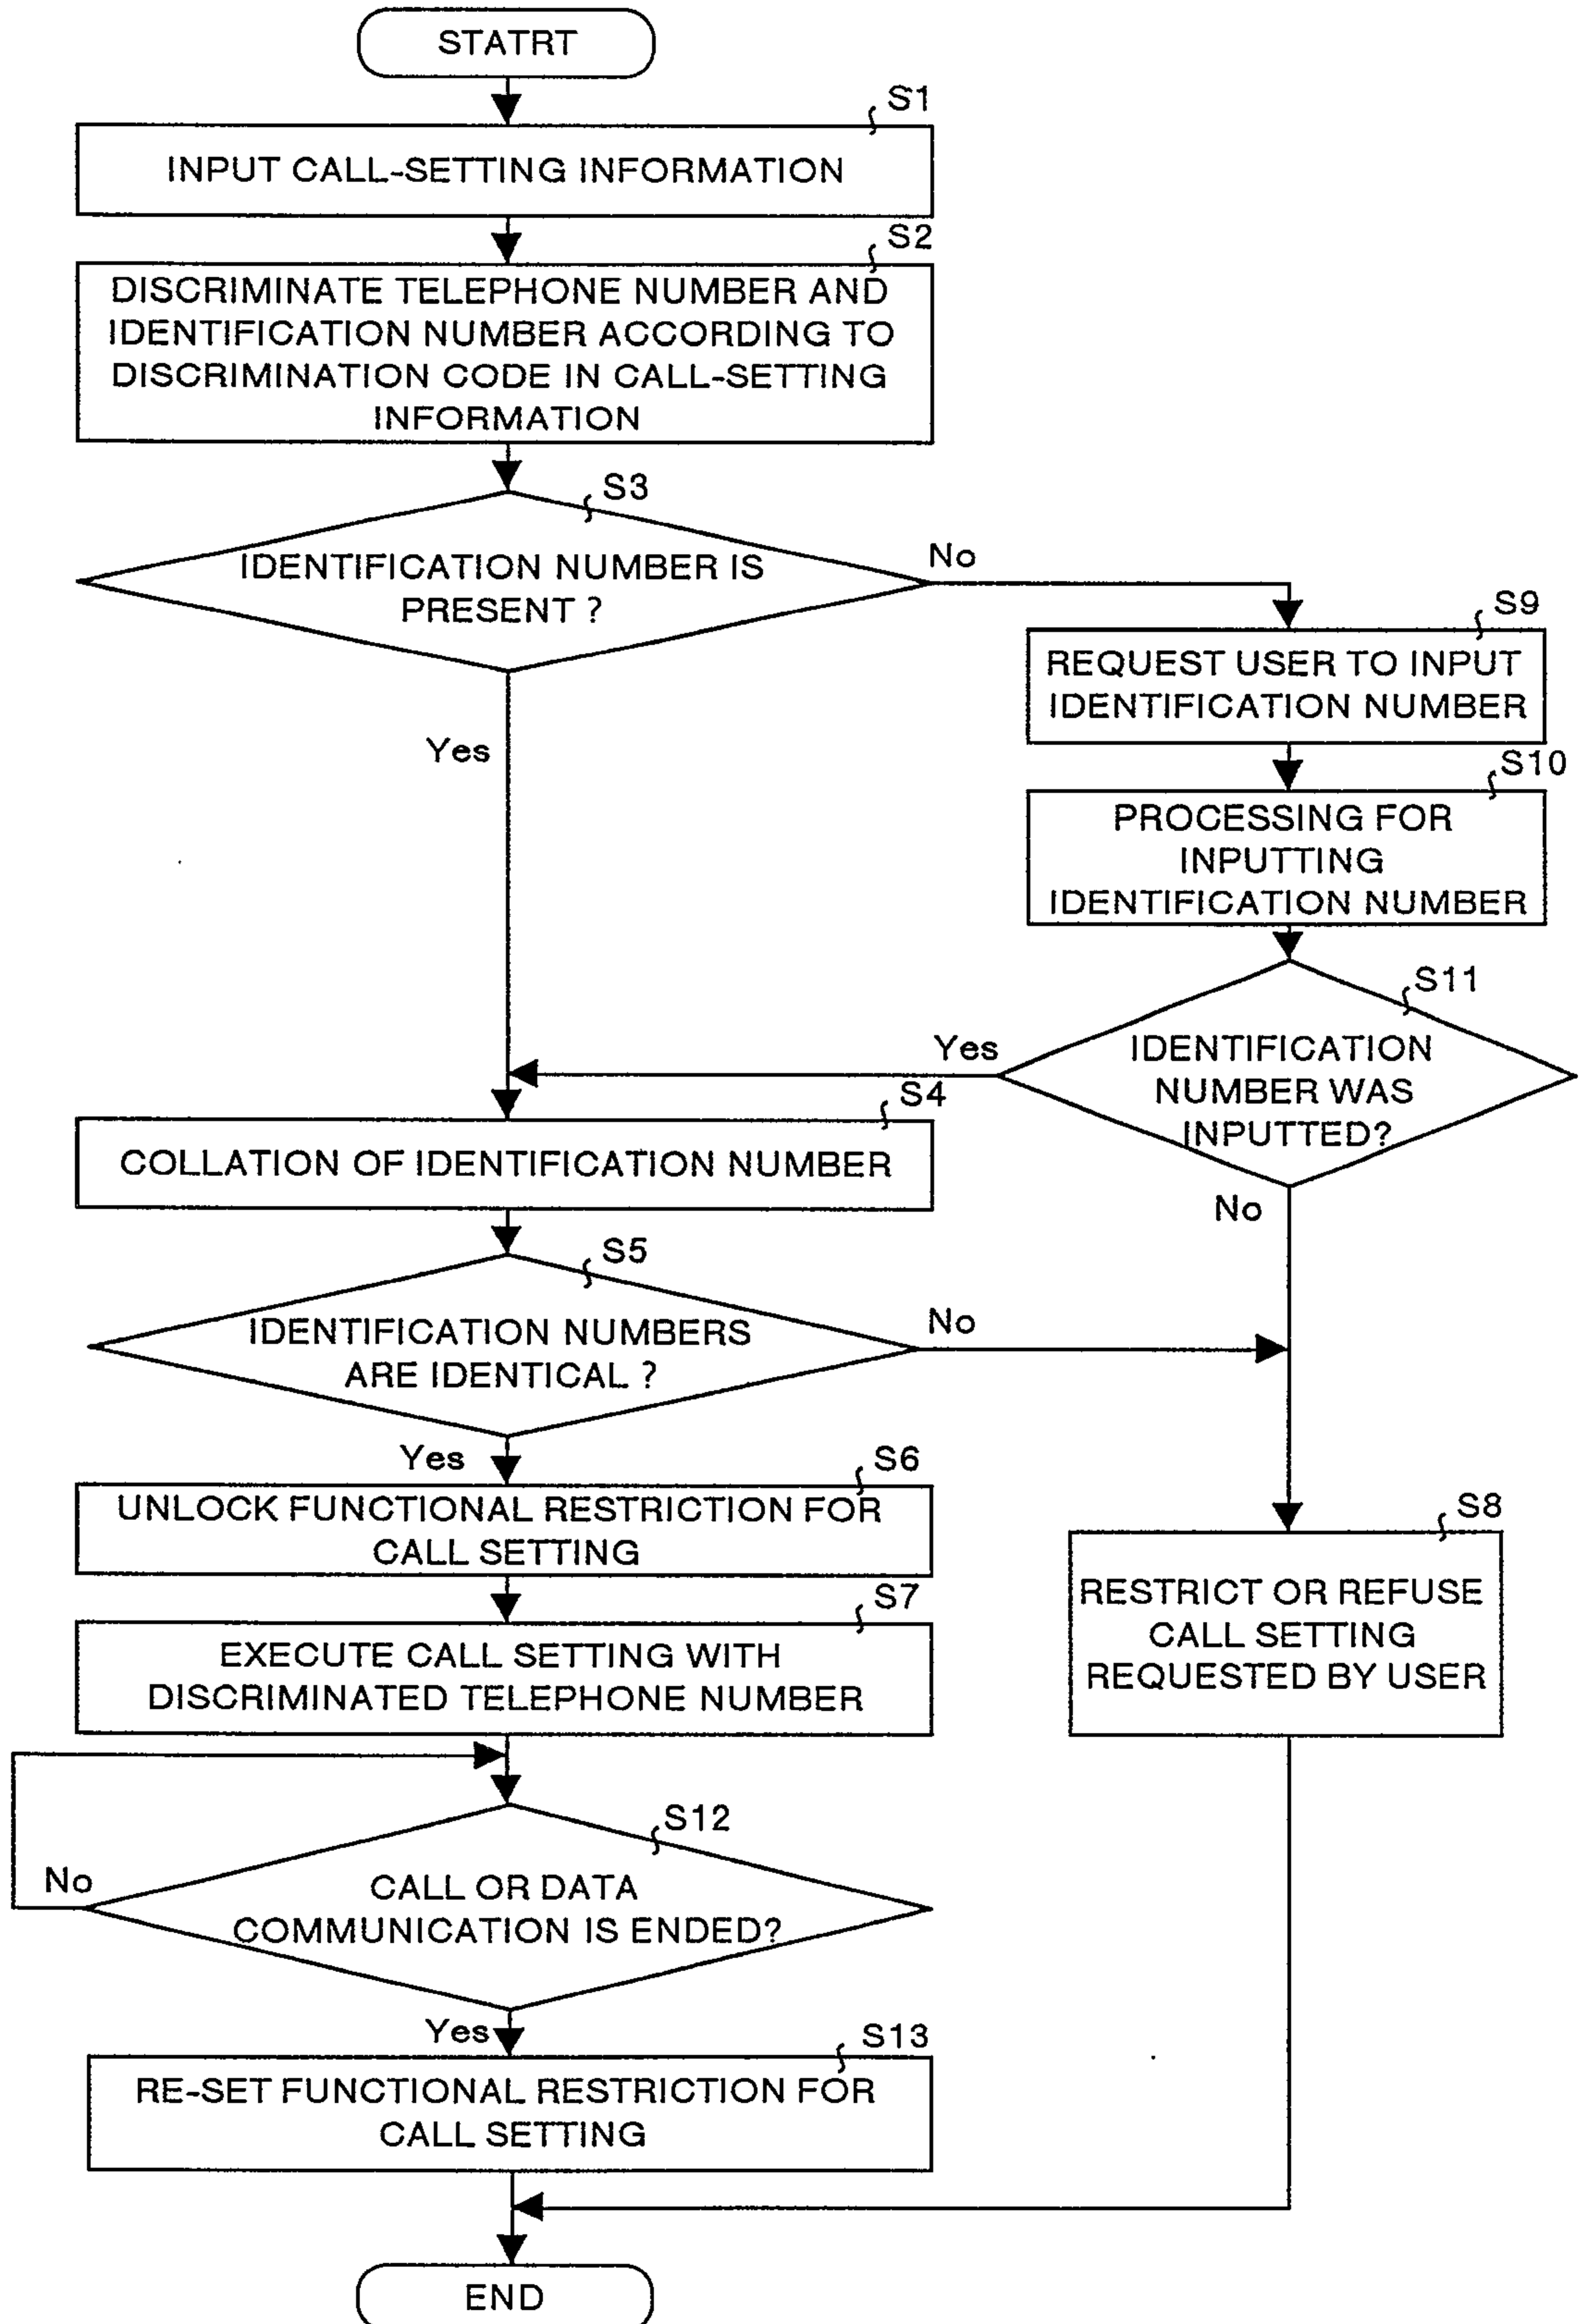 STATRT
S1
INPUT CALL-SETTING INFORMATION
S2
DISCRIMINATE TELEPHONE NUMBER AND
IDENTIFICATION NUMBER ACCORDING TO
DISCRIMINATION CODE IN CALL-SETTING
INFORMATION
S3
IDENTIFICATION NUMBER IS
PRESENT ?
No
Yes
S9
REQUEST USER TO INPUT
IDENTIFICATION NUMBER
S10
PROCESSING FOR
INPUTTING
IDENTIFICATION NUMBER
S11
IDENTIFICATION
NUMBER WAS
INPUTTED?
Yes
No
S4
COLLATION OF IDENTIFICATION NUMBER
S5
IDENTIFICATION NUMBERS
ARE IDENTICAL ?
No
Yes
S6
UNLOCK FUNCTIONAL RESTRICTION FOR
CALL SETTING
S7
EXECUTE CALL SETTING WITH
DISCRIMINATED TELEPHONE NUMBER
S8
RESTRICT OR REFUSE
CALL SETTING
REQUESTED BY USER
S12
CALL OR DATA
COMMUNICATION IS ENDED?
No
Yes
S13
RE-SET FUNCTIONAL RESTRICTION FOR
CALL SETTING
END